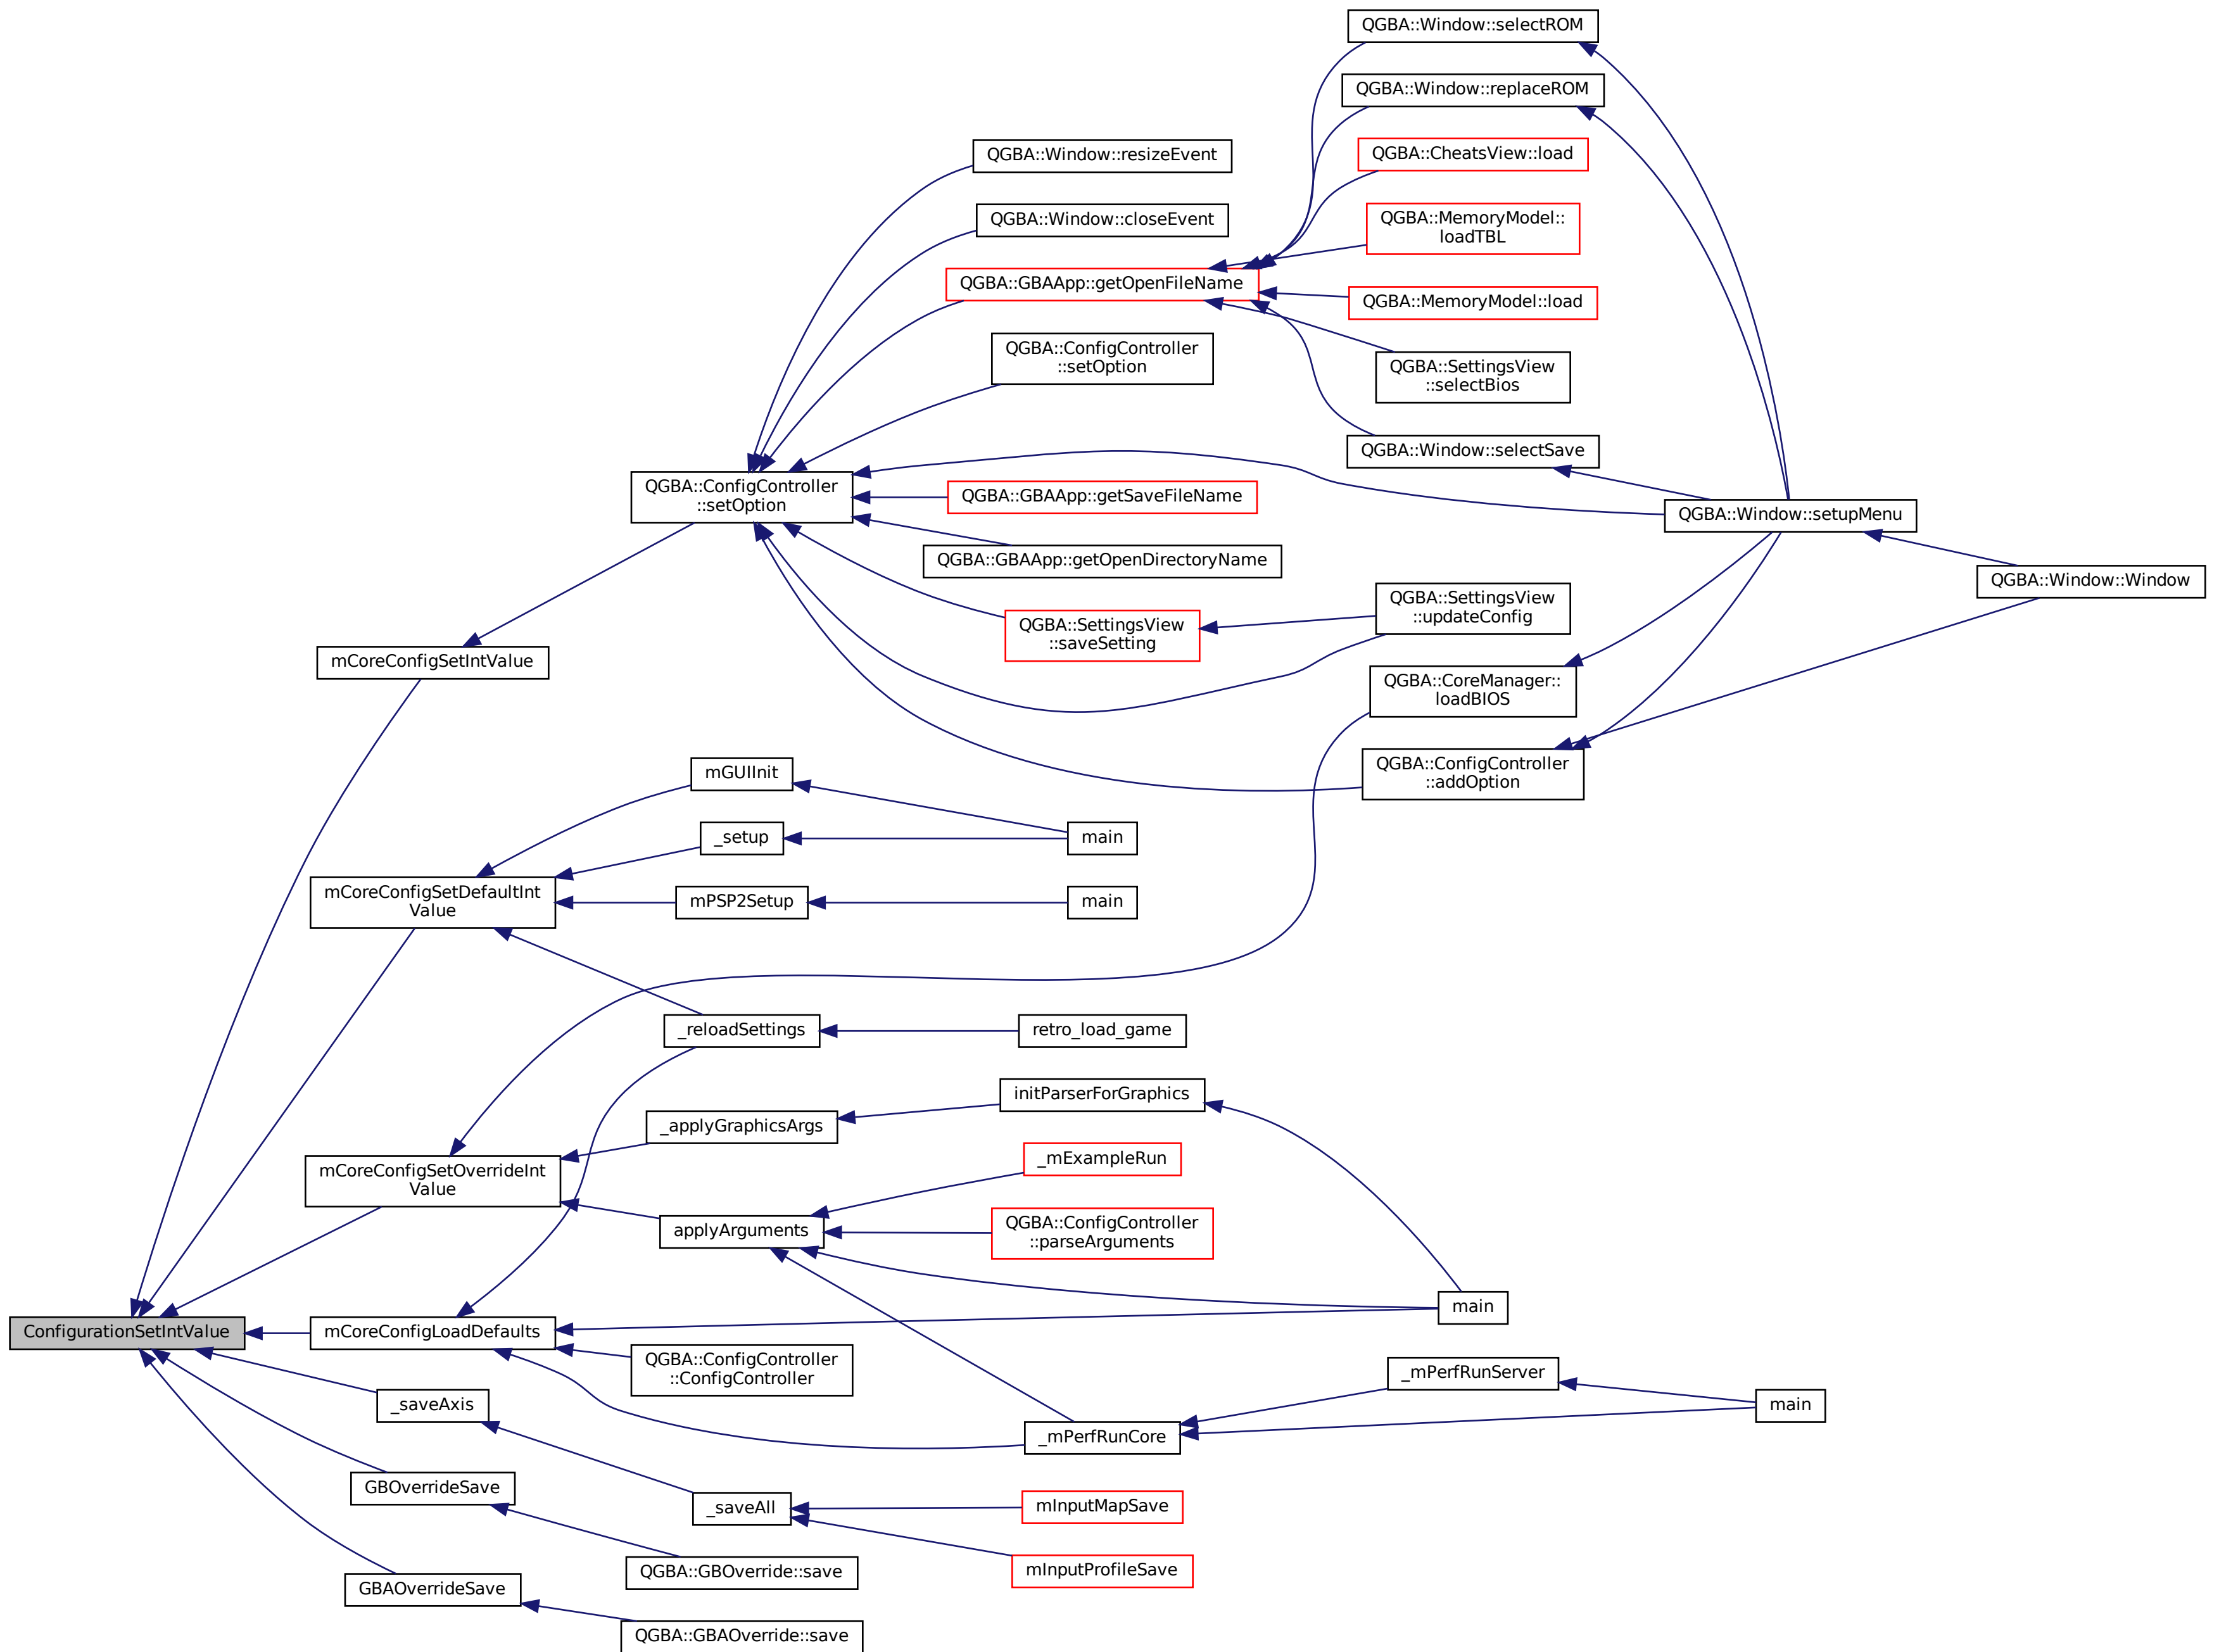 QGBA::Window::selectROM
QGBA::Window::replaceROM
QGBA::Window::resizeEvent
QGBA::CheatsView::load
QGBA::Window::closeEvent
QGBA::MemoryModel::
loadTBL
QGBA::GBAApp::getOpenFileName
QGBA::MemoryModel::load
QGBA::ConfigController
::setOption
QGBA::SettingsView
::selectBios
QGBA::Window::selectSave
QGBA::ConfigController
::setOption
QGBA::GBAApp::getSaveFileName
QGBA::Window::setupMenu
QGBA::GBAApp::getOpenDirectoryName
QGBA::Window::Window
QGBA::SettingsView
::updateConfig
QGBA::SettingsView
::saveSetting
mCoreConfigSetIntValue
QGBA::CoreManager::
loadBIOS
mGUIInit
QGBA::ConfigController
::addOption
_setup
main
mCoreConfigSetDefaultInt
Value
mPSP2Setup
main
_reloadSettings
retro_load_game
initParserForGraphics
_applyGraphicsArgs
_mExampleRun
mCoreConfigSetOverrideInt
Value
applyArguments
QGBA::ConfigController
::parseArguments
main
ConfigurationSetIntValue
mCoreConfigLoadDefaults
QGBA::ConfigController
::ConfigController
_mPerfRunServer
_saveAxis
main
_mPerfRunCore
GBOverrideSave
_saveAll
mInputMapSave
QGBA::GBOverride::save
mInputProfileSave
GBAOverrideSave
QGBA::GBAOverride::save